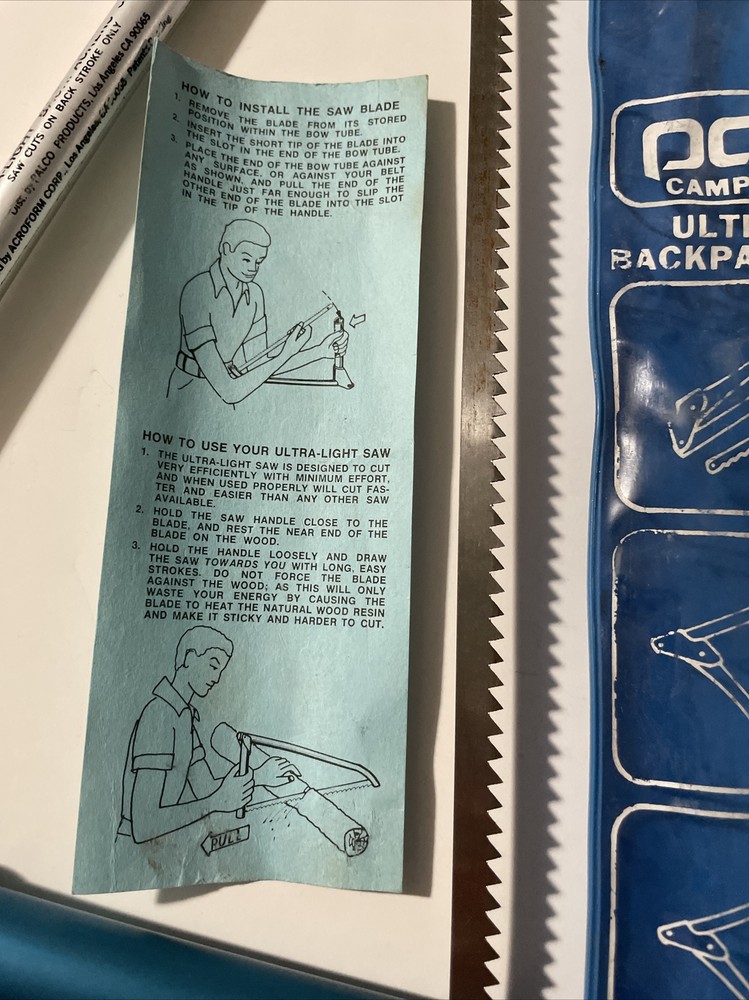 SAW CUTS ON BACK STROKE ONLY
PALCO PRODUCTS, Los Angeles CA 90065
by ACROFORM CORP., Los Angeles, CA
HOW TO INSTALL THE SAW BLADE
1. REMOVE THE BLADE FROM ITS STORED
POSITION WITHIN THE BOW TUBE.
2. INSERT THE SHORT TIP OF THE BLADE INTO
THE SLOT IN THE END OF THE BOW TUBE.
3. PLACE THE END OF THE BOW TUBE AGAINST
ANY SURFACE, OR AGAINST YOUR BELT
AS SHOWN, AND PULL THE END OF THE
HANDLE JUST FAR ENOUGH TO SLIP THE
OTHER END OF THE BLADE INTO THE SLOT
IN THE TIP OF THE HANDLE.
HOW TO USE YOUR ULTRA-LIGHT SAW
1. THE ULTRA-LIGHT SAW IS DESIGNED TO CUT
VERY EFFICIENTLY WITH MINIMUM EFFORT,
AND WHEN USED PROPERLY WILL CUT FAS-
TER AND EASIER THAN ANY OTHER SAW
AVAILABLE.
2. HOLD THE SAW HANDLE CLOSE TO THE
BLADE, AND REST THE NEAR END OF THE
BLADE ON THE WOOD.
3. HOLD THE HANDLE LOOSELY AND DRAW
THE SAW TOWARDS YOU WITH LONG, EASY
STROKES. DO NOT FORCE THE BLADE
AGAINST THE WOOD; AS THIS WILL ONLY
WASTE YOUR ENERGY BY CAUSING THE
BLADE TO HEAT THE NATURAL WOOD RESIN
AND MAKE IT STICKY AND HARDER TO CUT.
PULL
CAMP
ULT
BACKPA